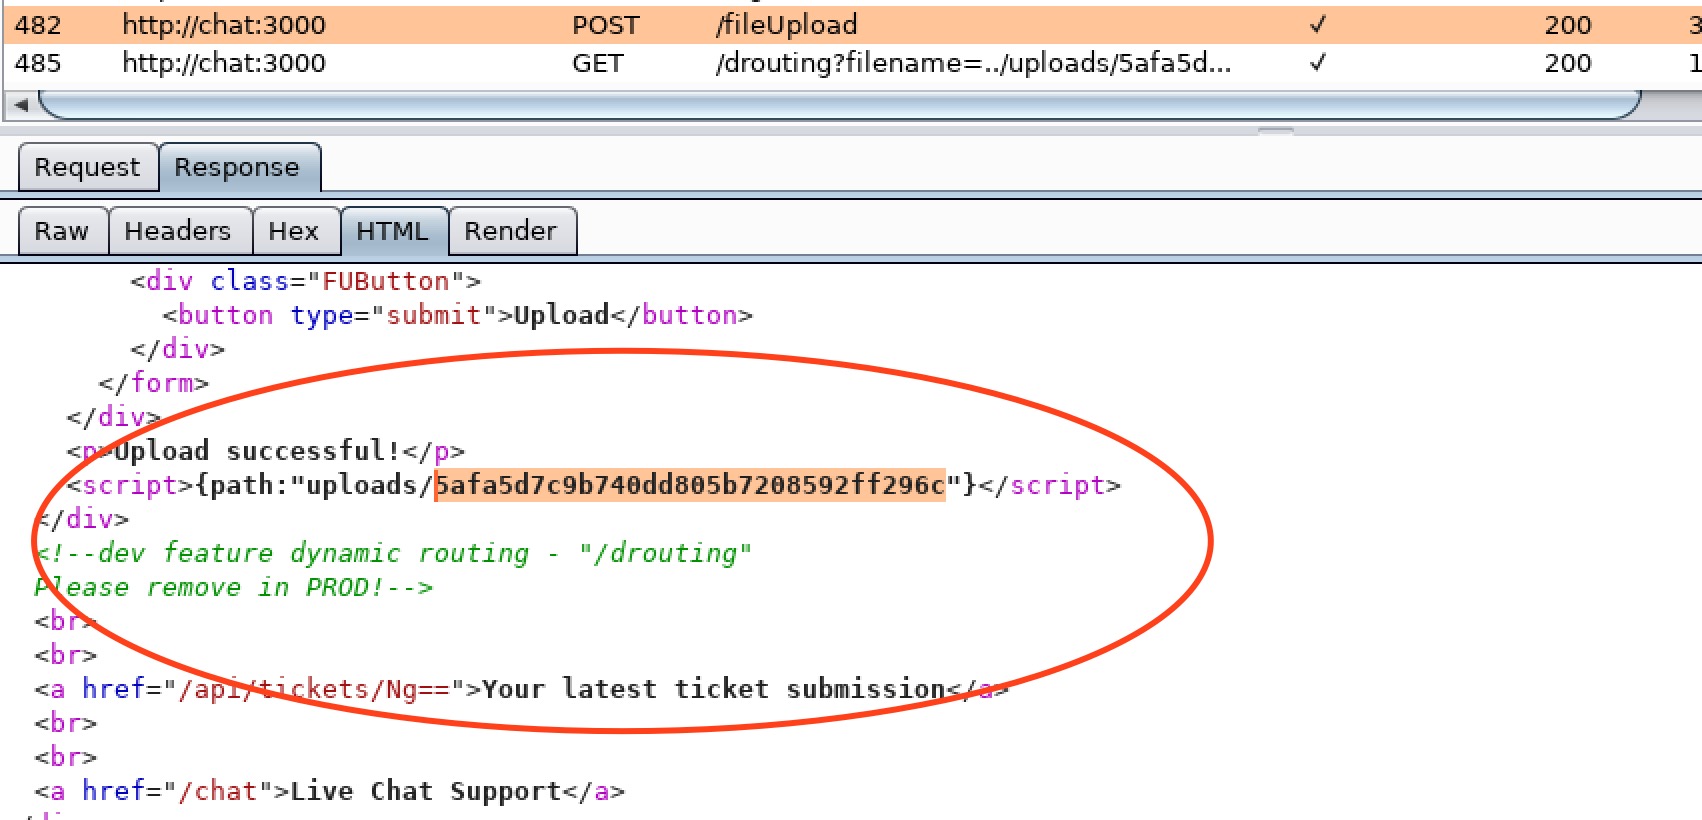 482 http://chat:3000 POST /fileUpload ✓ 200 3
485 http://chat:3000 GET /drouting?filename=../uploads/5afa5d... ✓ 200 1
Request Response
Raw Headers Hex HTML Render
<div class="FUButton">
<button type="submit">Upload</button>
</div>
</form>
</div>
<p>Upload successful!</p>
<script>{path:"uploads/5afa5d7c9b740dd805b7208592ff296c"}</script>
</div>
<!--dev feature dynamic routing - "/drouting"
Please remove in PROD!-->
<br>
<br>
<a href="/api/tickets/Ng==">Your latest ticket submission</a>
<br>
<br>
<a href="/chat">Live Chat Support</a>